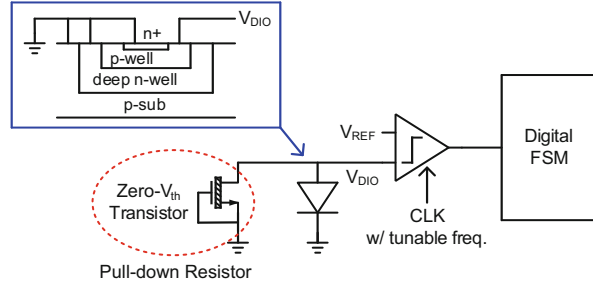 n+
V_DIO
p-well
deep n-well
p-sub
V_REF
V_DIO
Digital
FSM
Zero-V_th
Transistor
CLK
w/ tunable freq.
Pull-down Resistor